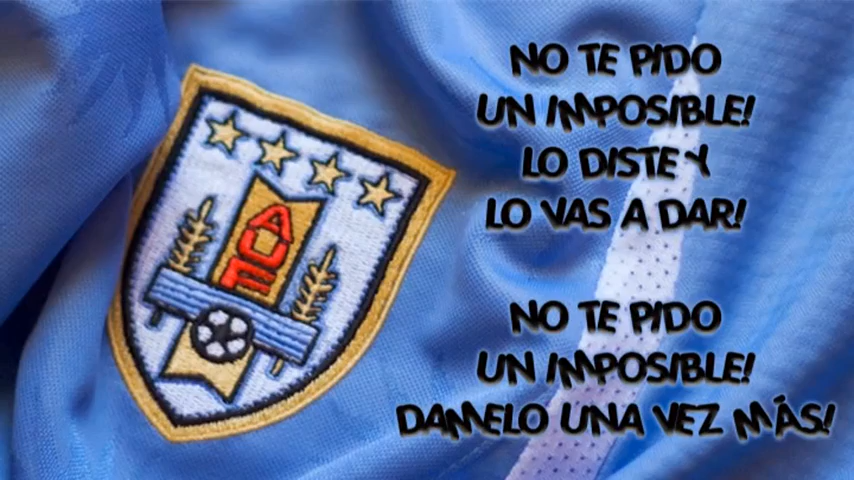 AUF
NO TE PIDO
UN IMPOSIBLE!
LO DISTE Y
LO VAS A DAR!
NO TE PIDO
UN IMPOSIBLE!
DAMELO UNA VEZ MÁS!